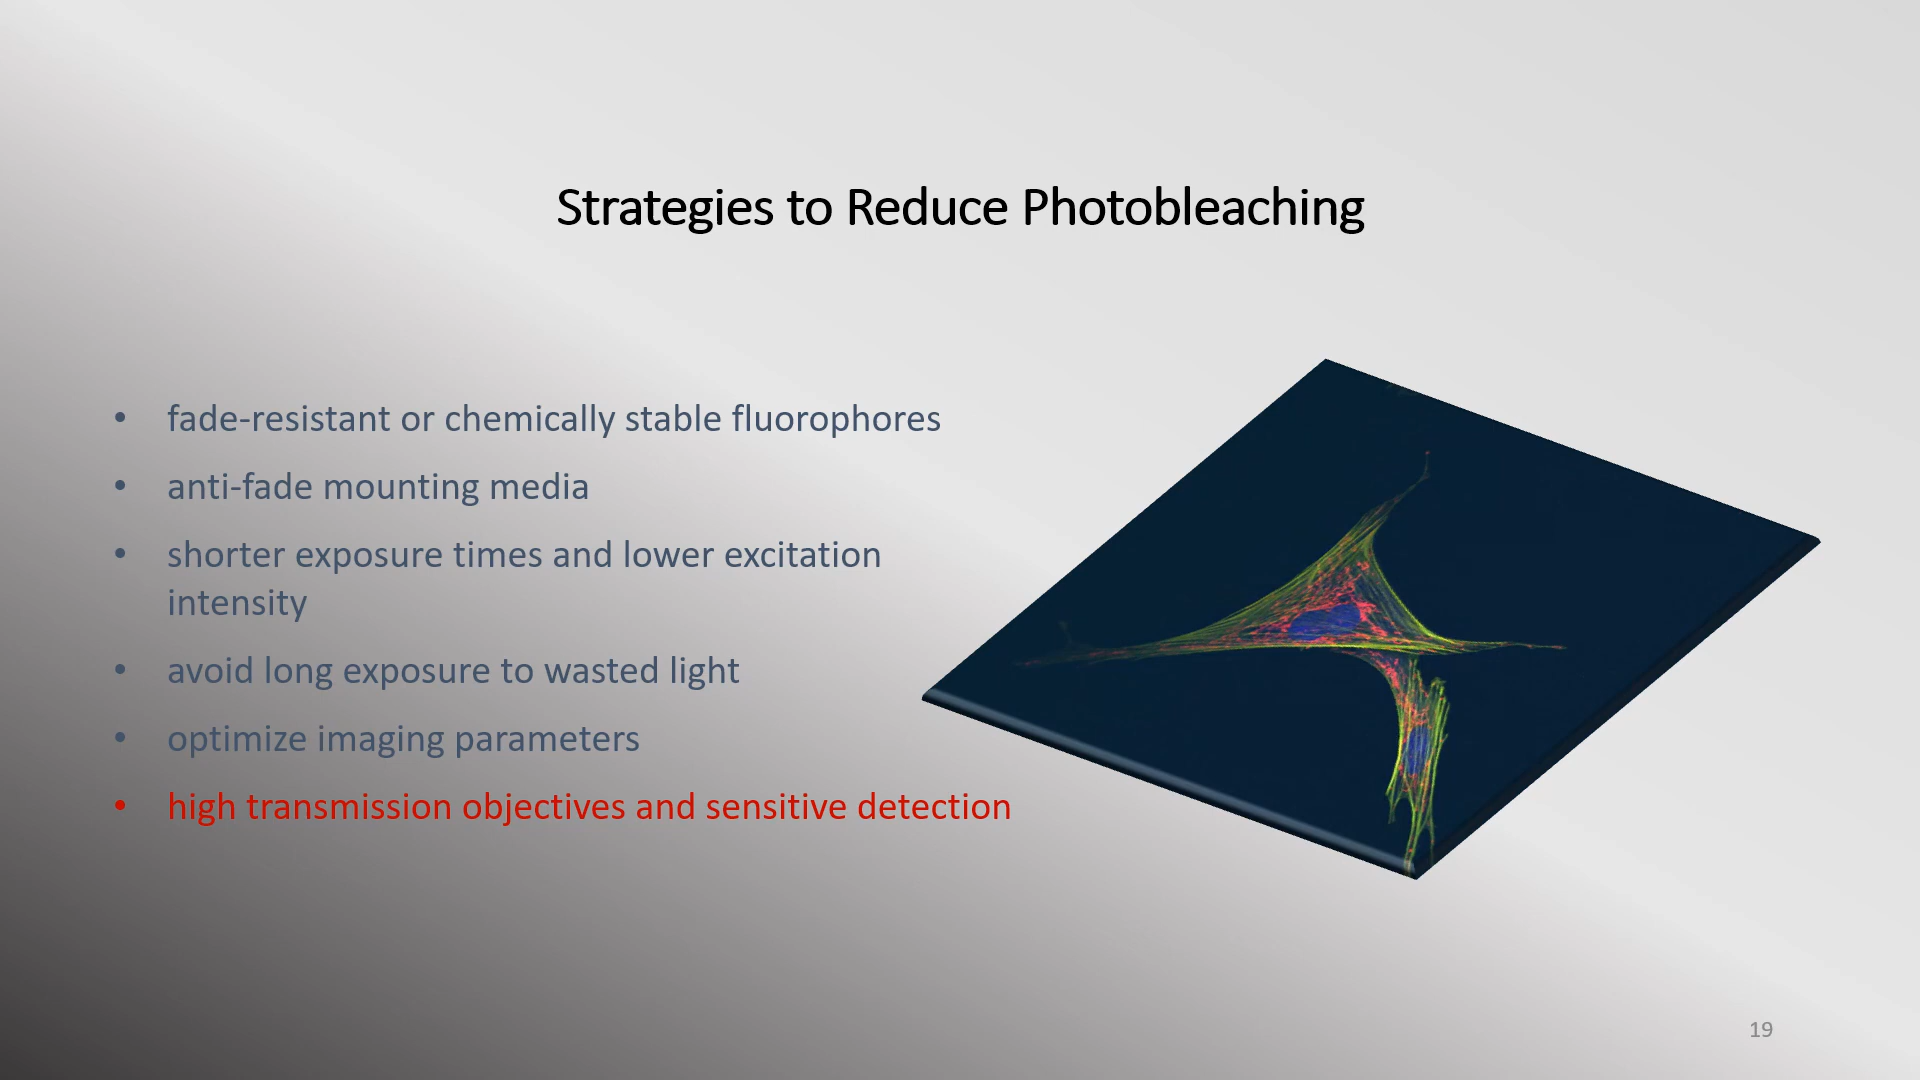 Strategies to Reduce Photobleaching
• fade-resistant or chemically stable fluorophores
• anti-fade mounting media
• shorter exposure times and lower excitation
intensity
• avoid long exposure to wasted light
• optimize imaging parameters
• high transmission objectives and sensitive detection
19